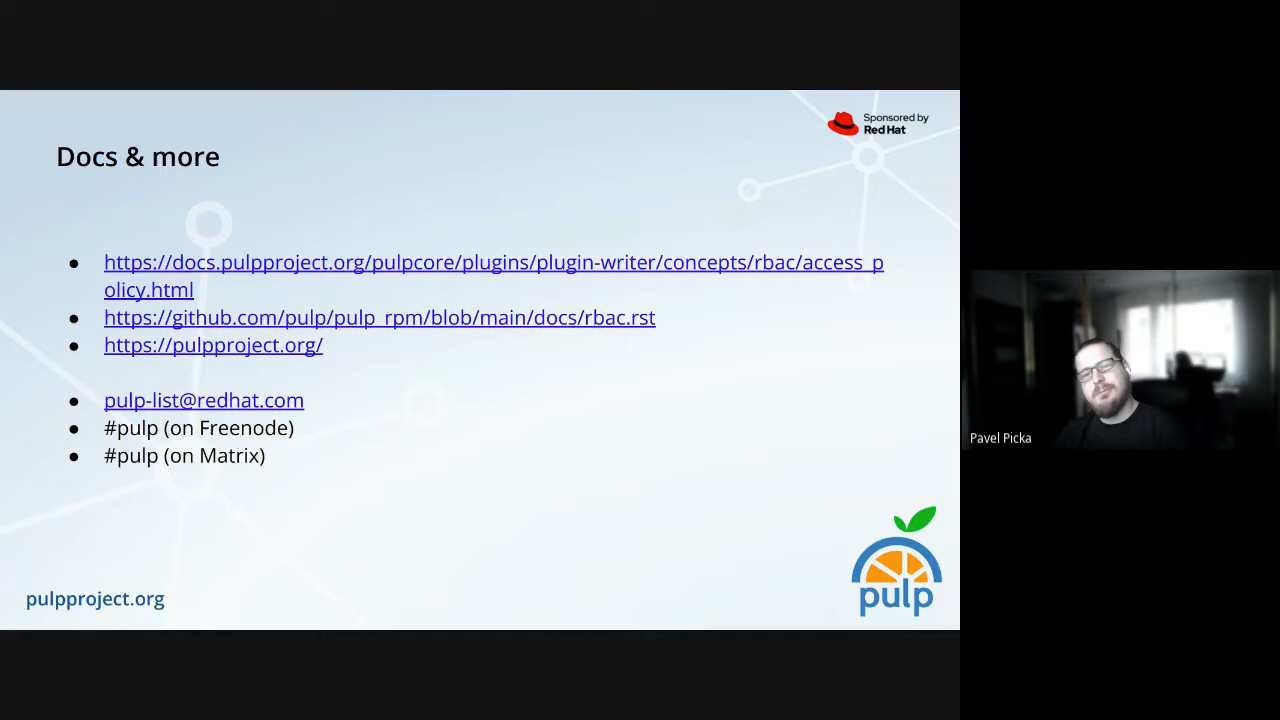 Sponsored by
Red Hat
Docs & more
● https://docs.pulpproject.org/pulpcore/plugins/plugin-writer/concepts/rbac/access_p
olicy.html
● https://github.com/pulp/pulp_rpm/blob/main/docs/rbac.rst
● https://pulpproject.org/
● pulp-list@redhat.com
● #pulp (on Freenode)
● #pulp (on Matrix)
Pavel Picka
pulp
pulpproject.org